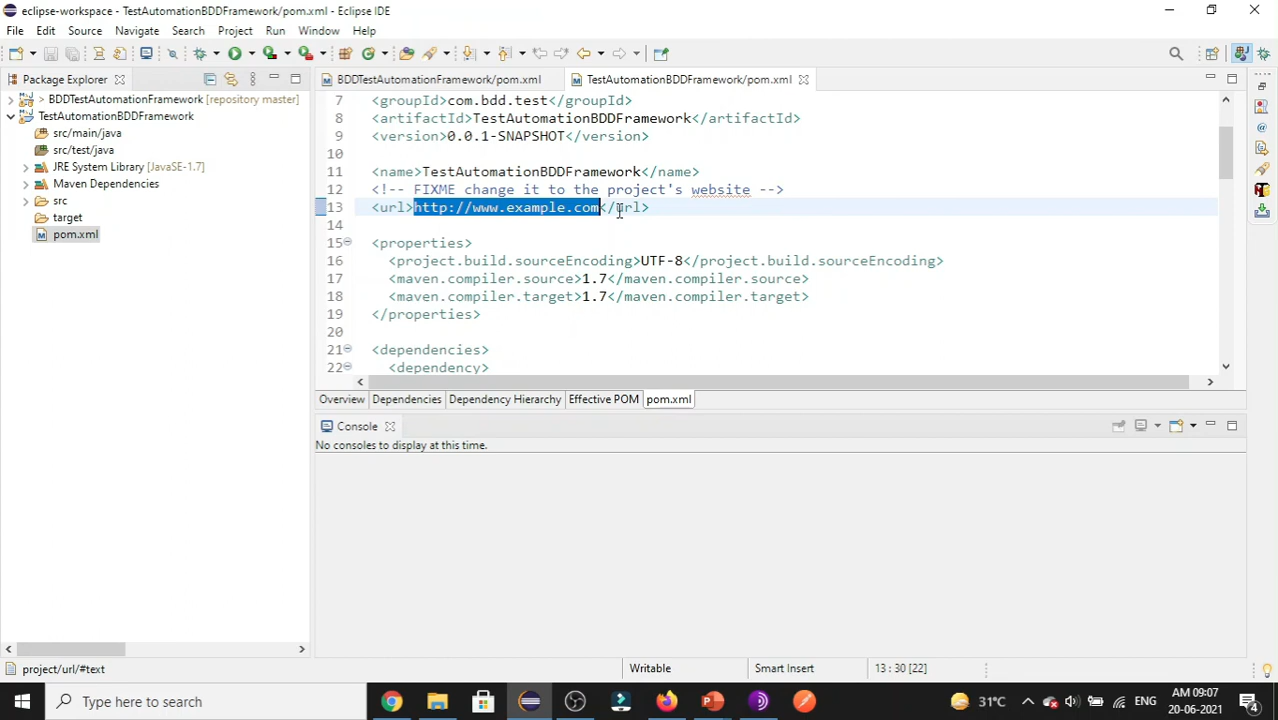 eclipse-workspace - TestAutomationBDDFramework/pom.xml - Eclipse IDE
File Edit Source Navigate Search Project Run Window Help
Package Explorer
BDDTestAutomationFramework/pom.xml
TestAutomationBDDFramework/pom.xml
> BDDTestAutomationFramework [repository master]
TestAutomationBDDFramework
src/main/java
src/test/java
JRE System Library [JavaSE-1.7]
Maven Dependencies
src
target
pom.xml
7 <groupId>com.bdd.test</groupId>
8 <artifactId>TestAutomationBDDFramework</artifactId>
9 <version>0.0.1-SNAPSHOT</version>
10
11 <name>TestAutomationBDDFramework</name>
12 <!-- FIXME change it to the project's website -->
13 <url>http://www.example.com</url>
14
15 <properties>
16 <project.build.sourceEncoding>UTF-8</project.build.sourceEncoding>
17 <maven.compiler.source>1.7</maven.compiler.source>
18 <maven.compiler.target>1.7</maven.compiler.target>
19 </properties>
20
21 <dependencies>
22 <dependency>
Overview Dependencies Dependency Hierarchy Effective POM pom.xml
Console
No consoles to display at this time.
project/url/#text
Writable
Smart Insert
13 : 30 [22]
Type here to search
31°C
ENG
AM 09:07
20-06-2021
4